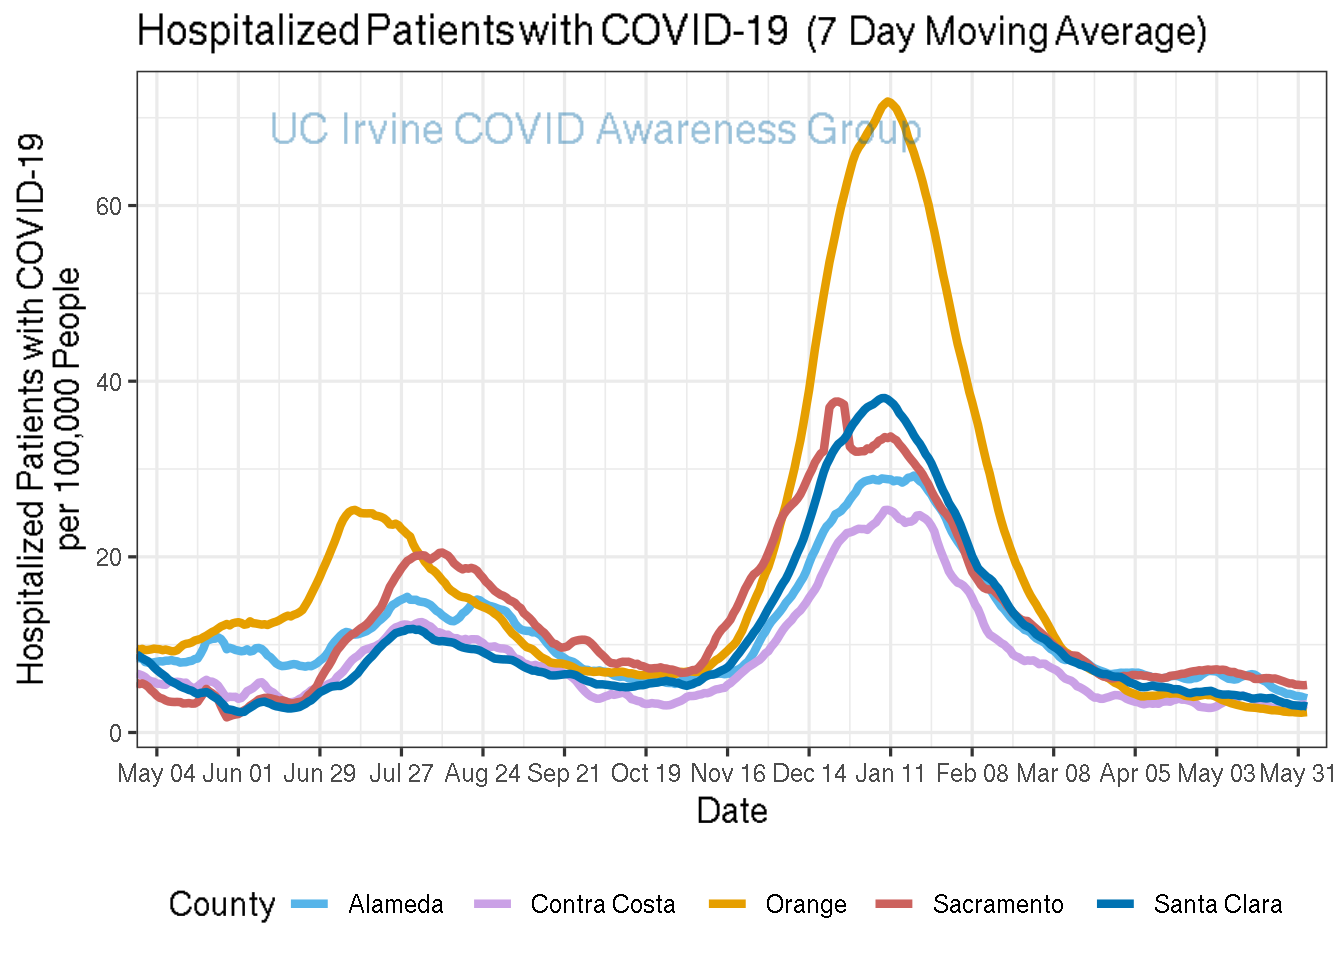 Hospitalized Patients with COVID-19 (7 Day Moving Average)
UC Irvine COVID Awareness Group
Hospitalized Patients with COVID-19
per 100,000 People
60
40
20
0
May 04 Jun 01 Jun 29 Jul 27 Aug 24 Sep 21 Oct 19 Nov 16 Dec 14 Jan 11 Feb 08 Mar 08 Apr 05 May 03 May 31
Date
County Alameda Contra Costa Orange Sacramento Santa Clara